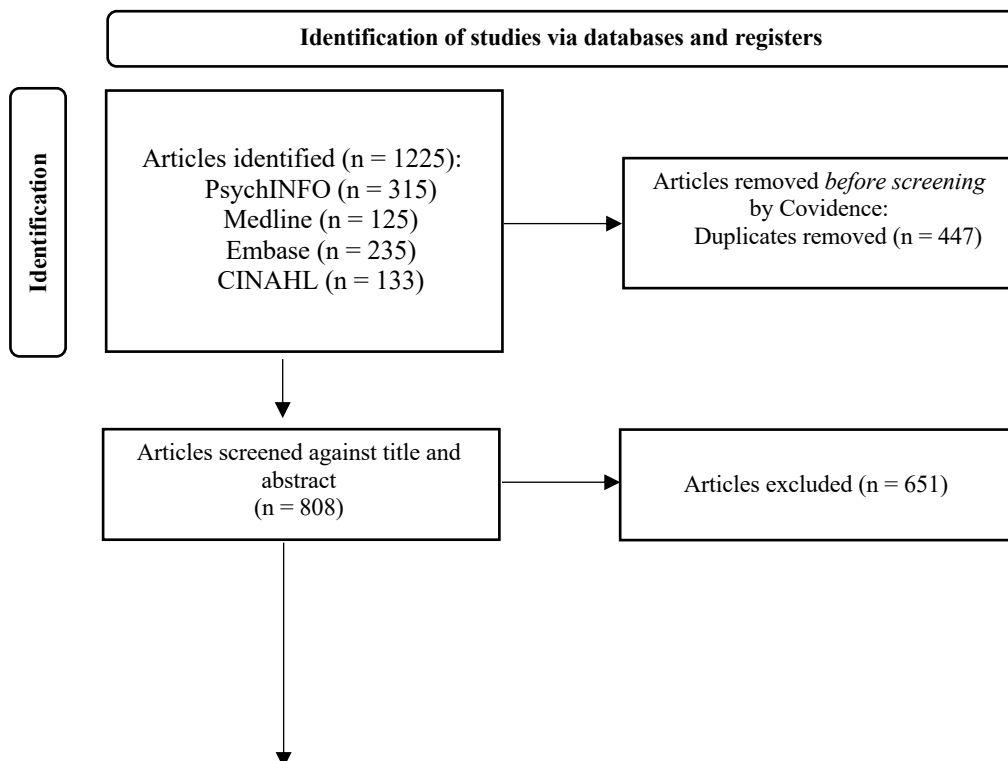 Identification of studies via databases and registers
Identification
Articles identified (n = 1225):
PsychINFO (n = 315)
Medline (n = 125)
Embase (n = 235)
CINAHL (n = 133)
Articles removed before screening
by Covidence:
Duplicates removed (n = 447)
Articles screened against title and
abstract
(n = 808)
Articles excluded (n = 651)